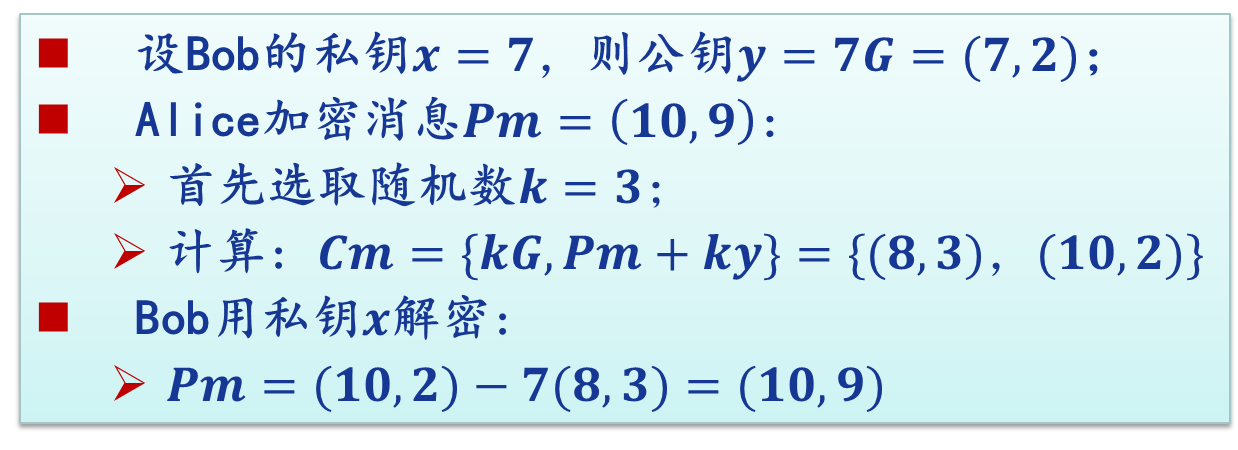 ■ 设Bob的私钥x = 7，则公钥y = 7G = (7, 2)；
■ Alice加密消息Pm = (10, 9)：
➢ 首先选取随机数k = 3；
➢ 计算：Cm = {kG, Pm + ky} = {(8, 3)，(10, 2)}
■ Bob用私钥x解密：
➢ Pm = (10, 2) − 7(8, 3) = (10, 9)